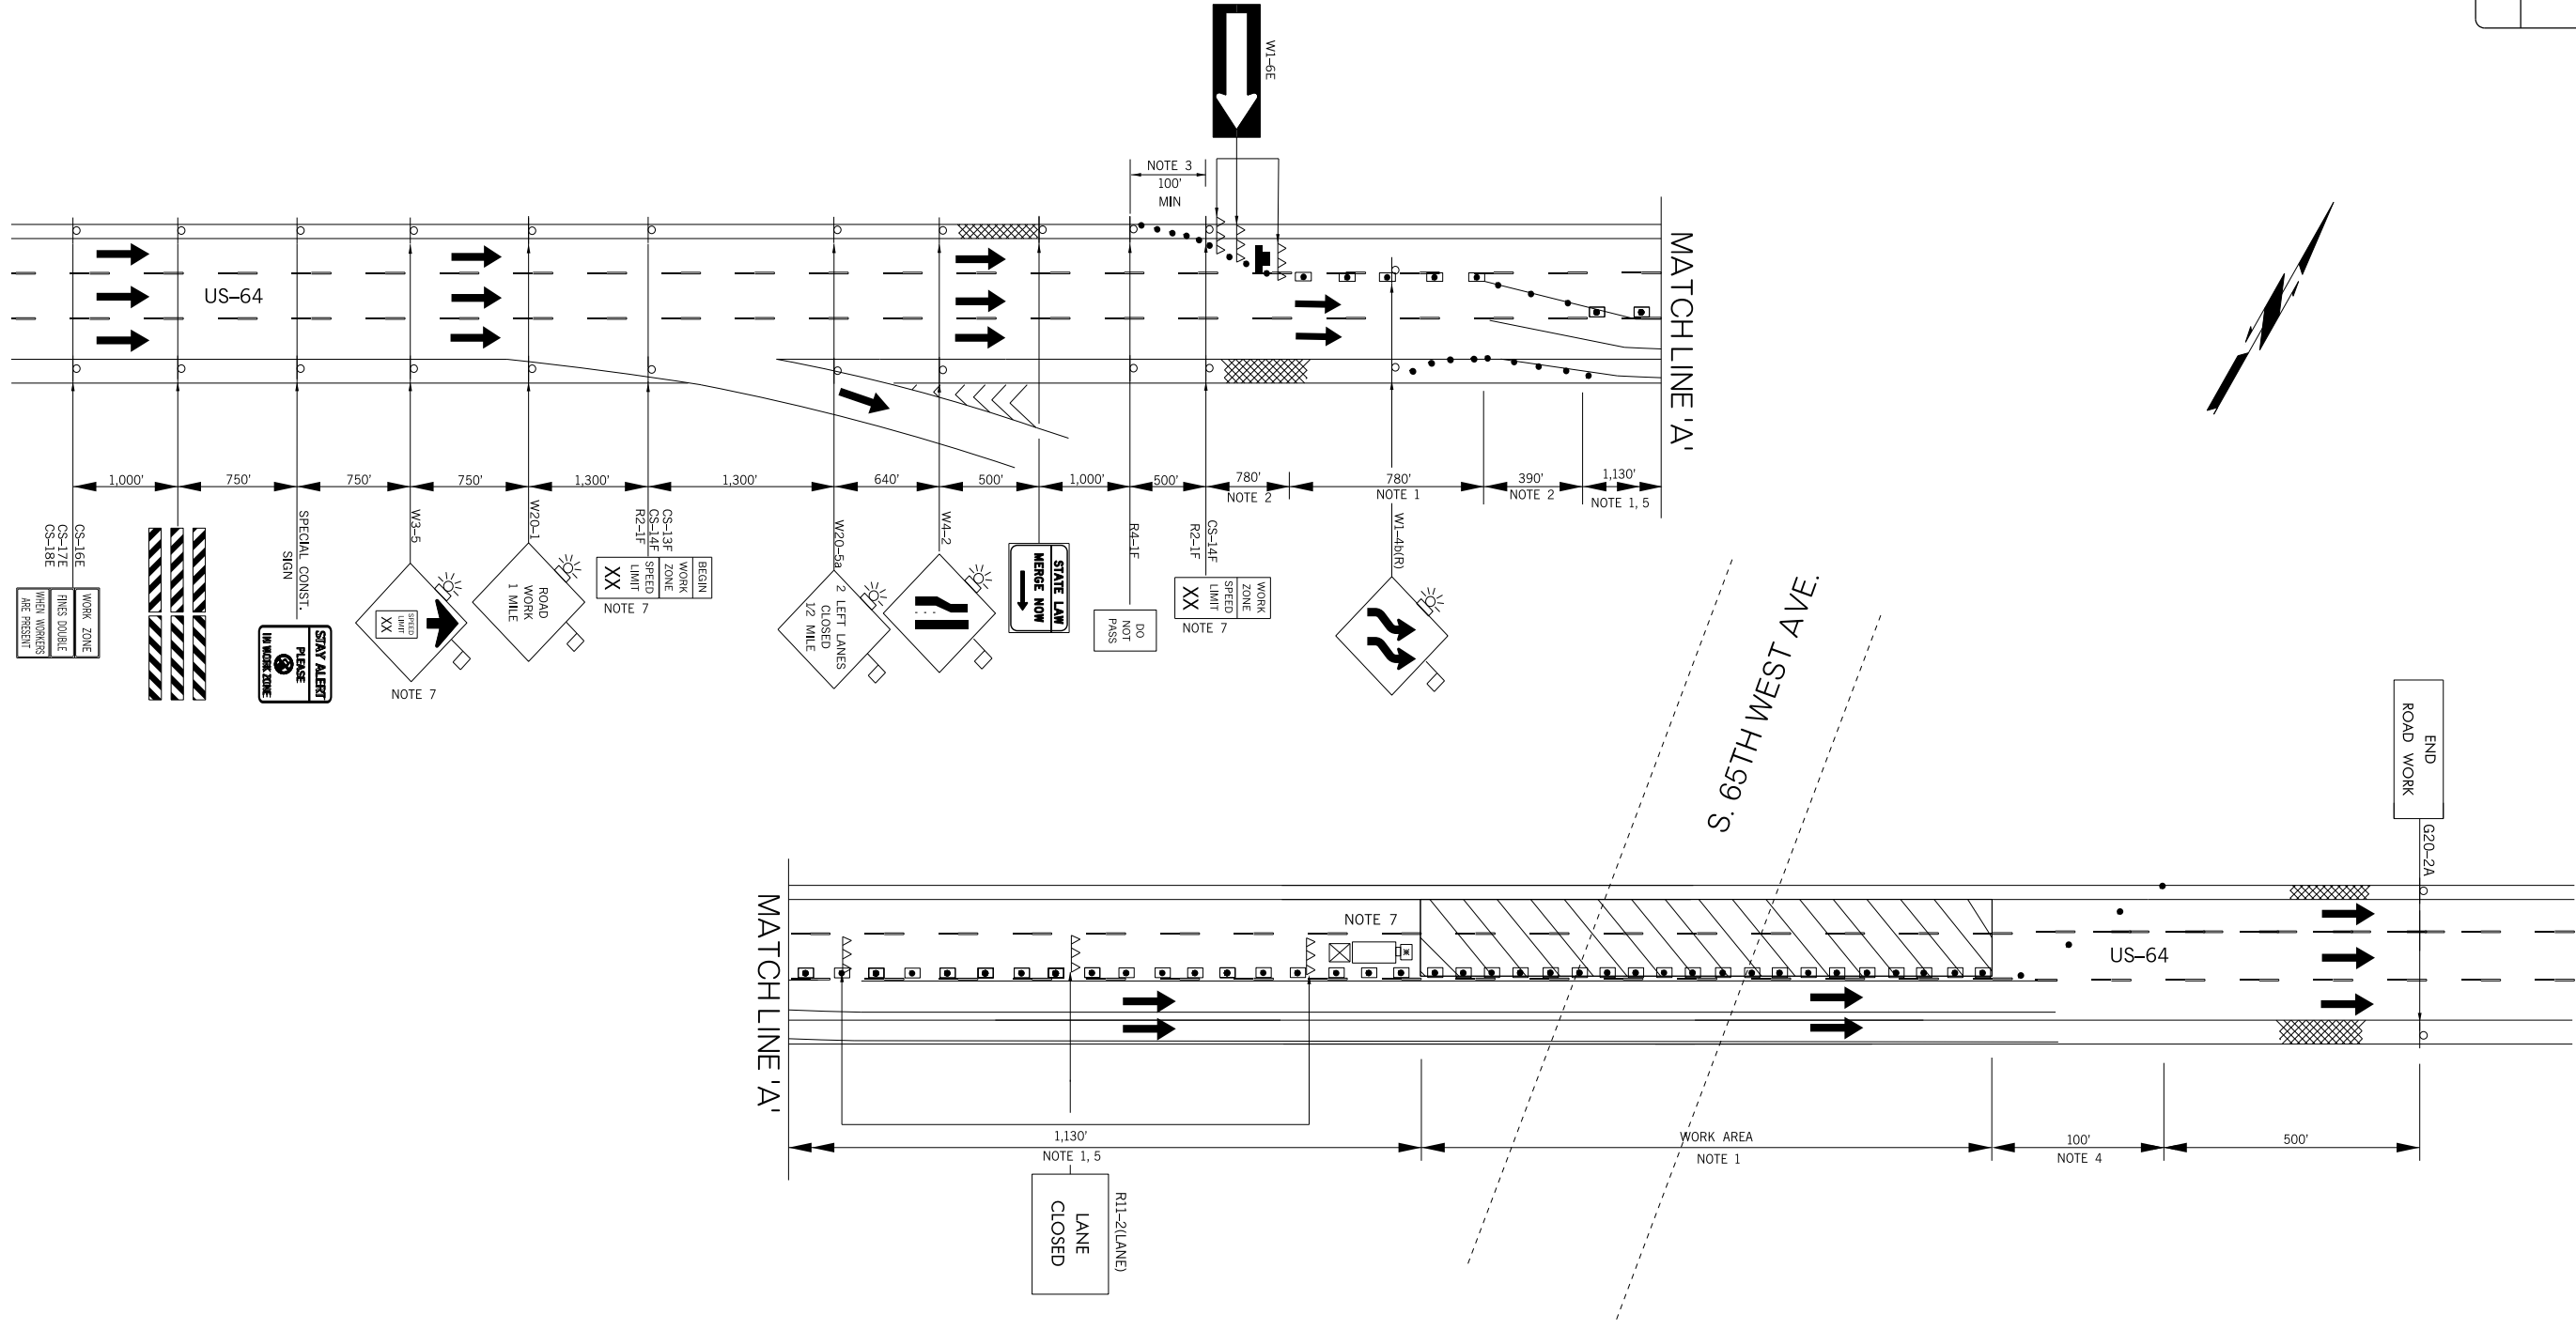 W1-6E
NOTE 3
100'
MIN
US-64
MATCHLINE 'A'
1,000'
750'
750'
750'
1,300'
1,300'
640'
500'
1,000'
500'
780'
NOTE 2
780'
NOTE 1
390'
NOTE 2
1,130'
NOTE 1, 5
CS-16E
CS-17E
CS-18E
WORK ZONE
FINES DOUBLE
WHEN WORKERS
ARE PRESENT
SPECIAL CONST.
SIGN
STAY ALERT
PLEASE
IN WORK ZONE
W3-5
SPEED
LIMIT
XX
NOTE 7
W20-1
ROAD
WORK
1 MILE
CS-13F
CS-14F
R2-1F
BEGIN
WORK
ZONE
SPEED
LIMIT
XX
NOTE 7
W20-5a
2 LEFT LANES
CLOSED
1/2 MILE
W4-2
STATE LAW
MERGE NOW
R4-1F
DO
NOT
PASS
CS-14F
R2-1F
WORK
ZONE
SPEED
LIMIT
XX
NOTE 7
W1-4b(R)
S. 65TH WEST AVE.
END
ROAD WORK
G20-2A
MATCHLINE 'A'
NOTE 7
US-64
1,130'
NOTE 1, 5
WORK AREA
NOTE 1
100'
NOTE 4
500'
R11-2(LANE)
LANE
CLOSED